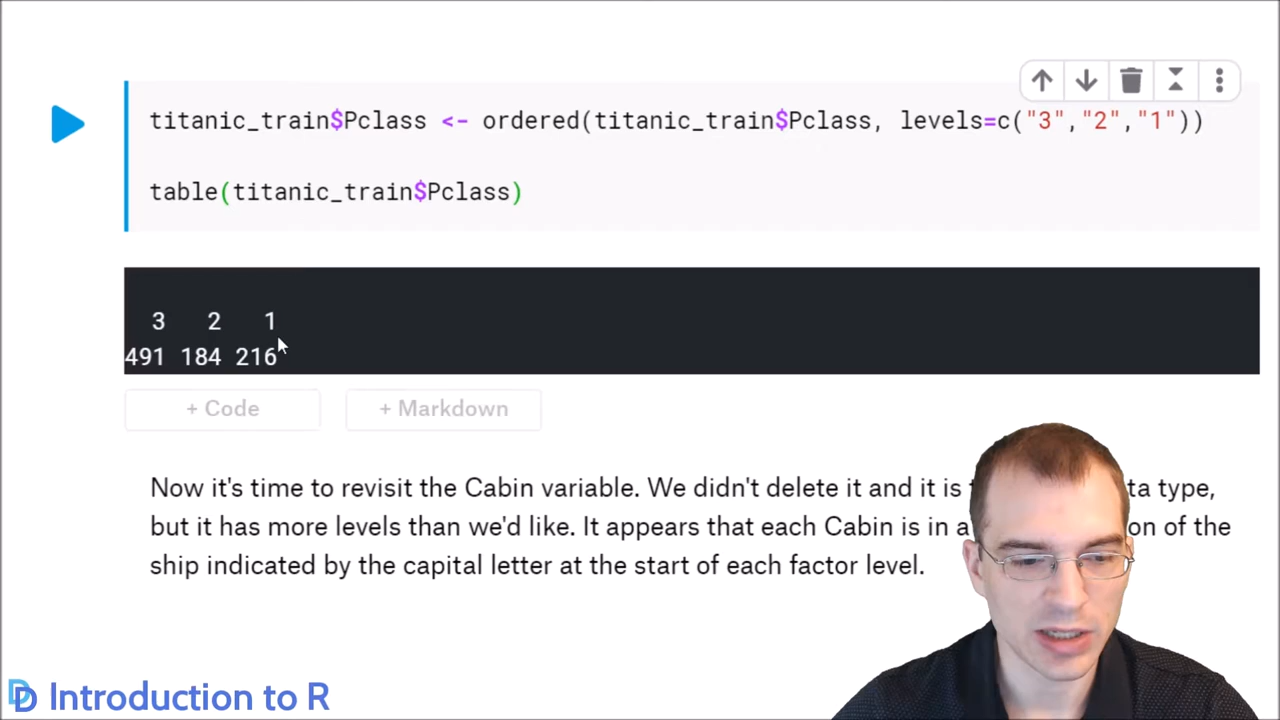 titanic_train$Pclass <- ordered(titanic_train$Pclass, levels=c("3","2","1"))
table(titanic_train$Pclass)
3 2 1
491 184 216
+ Code + Markdown
Now it's time to revisit the Cabin variable. We didn't delete it and it is ta type,
but it has more levels than we'd like. It appears that each Cabin is in a on of the
ship indicated by the capital letter at the start of each factor level.
Introduction to R